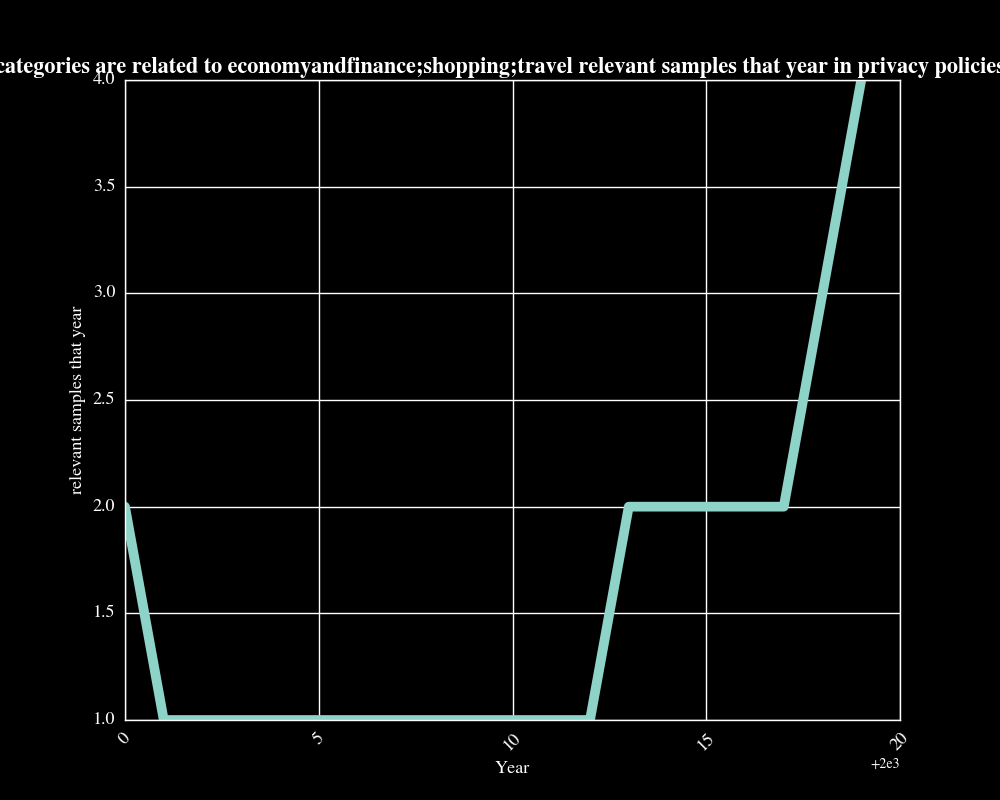 categories are related to economyandfinance;shopping;travel relevant samples that year in privacy policies
4.0
3.5
3.0
2.5
2.0
1.5
1.0
relevant samples that year
0 5 10 15 20
Year
+2e3